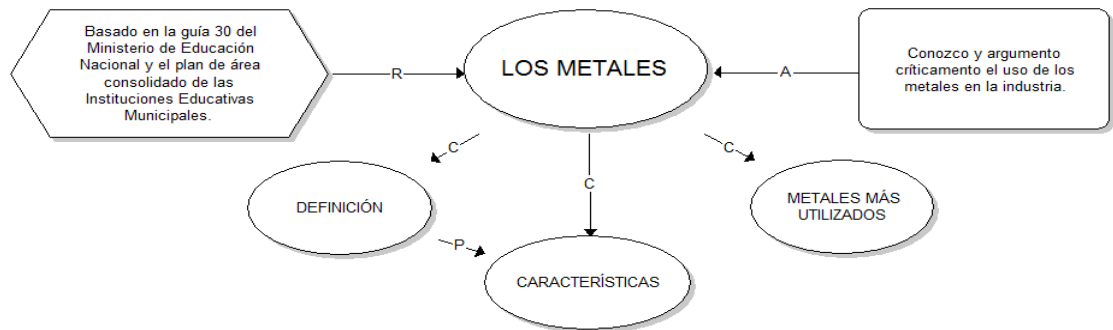 Basado en la guía 30 del
Ministerio de Educación
Nacional y el plan de área
consolidado de las
Instituciones Educativas
Municipales.
R
LOS METALES
A
Conozco y argumento
críticamento el uso de los
metales en la industria.
C
C
C
DEFINICIÓN
METALES MÁS
UTILIZADOS
P
CARACTERÍSTICAS